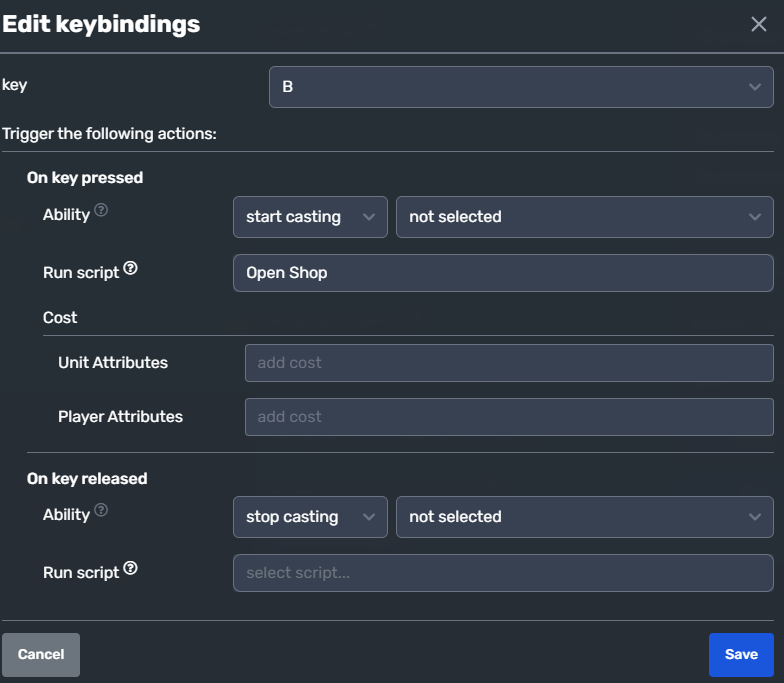 Edit keybindings
key
B
Trigger the following actions:
On key pressed
Ability ?
start casting
not selected
Run script ?
Open Shop
Cost
Unit Attributes
add cost
Player Attributes
add cost
On key released
Ability ?
stop casting
not selected
Run script ?
select script...
Cancel
Save